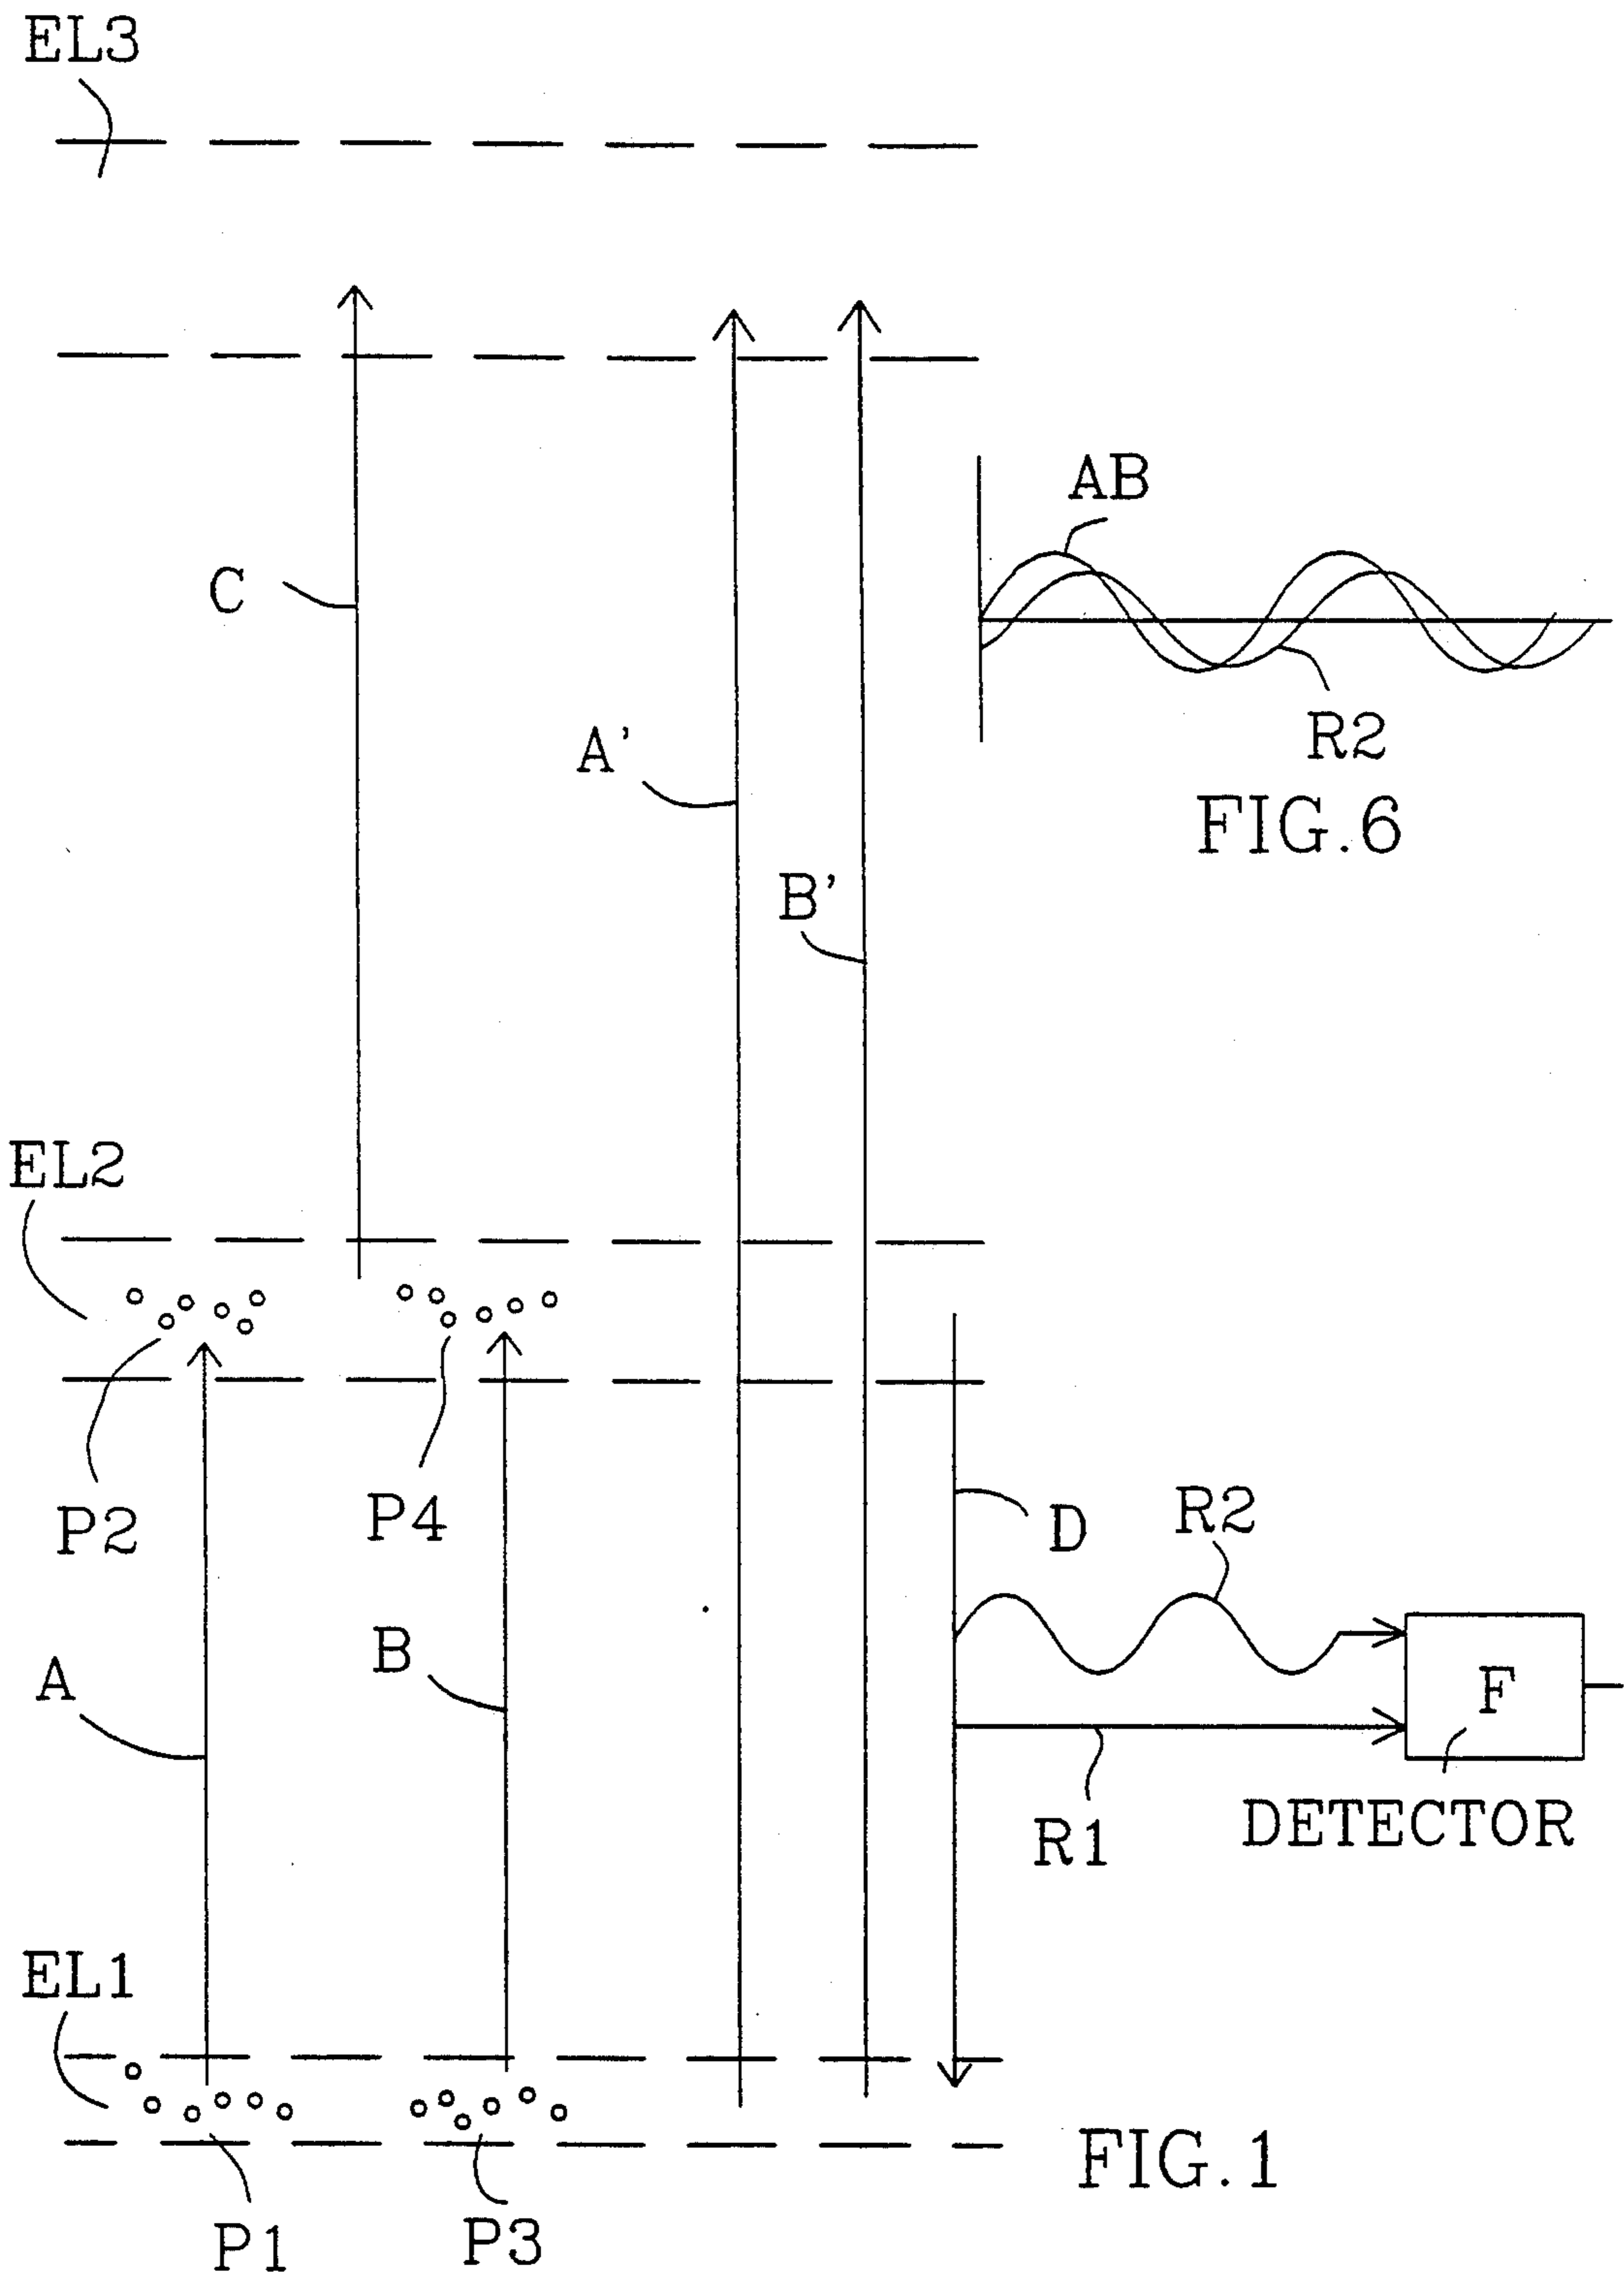 EL3
AB
C
R2
A'
FIG.6
B'
EL2
R2
P2
P4
D
B
A
F
R1
DETECTOR
EL1
FIG.1
P1
P3